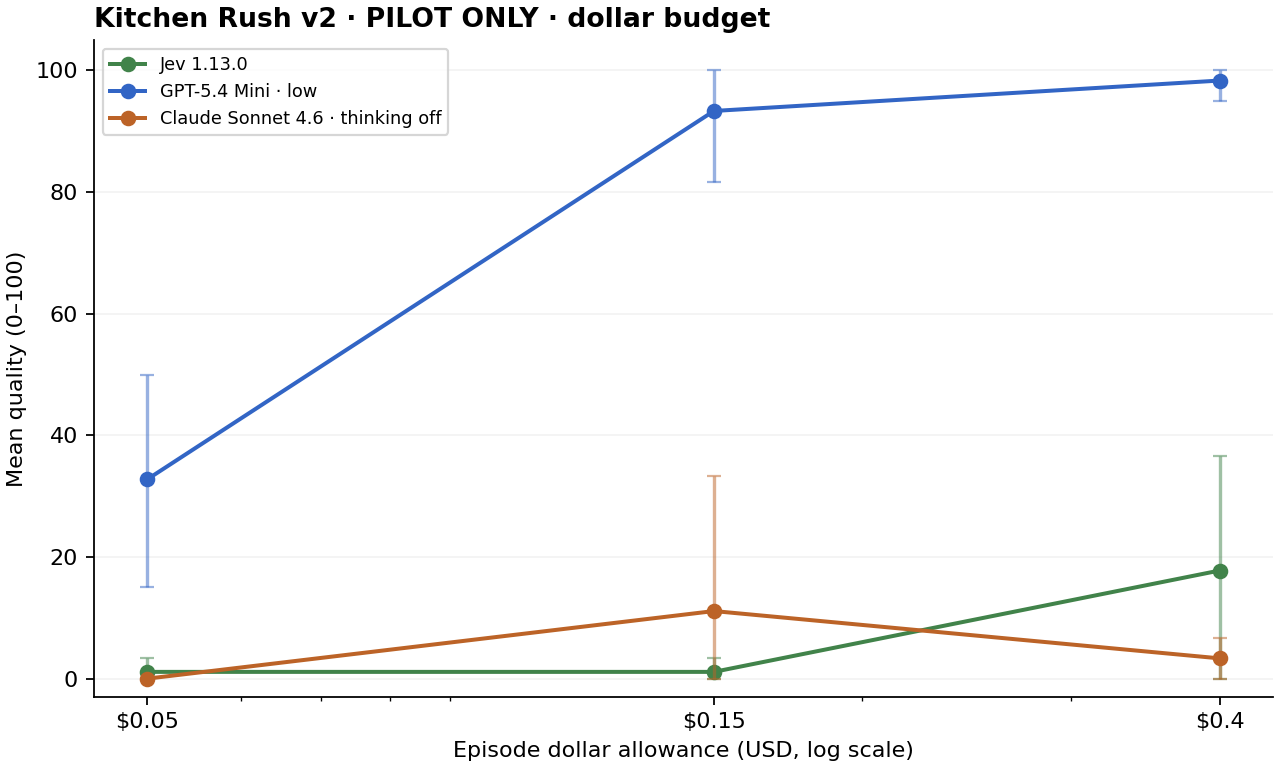 Kitchen Rush v2 · PILOT ONLY · dollar budget
Jev 1.13.0
GPT-5.4 Mini · low
Claude Sonnet 4.6 · thinking off
Mean quality (0–100)
100
80
60
40
20
0
$0.05
$0.15
$0.4
Episode dollar allowance (USD, log scale)